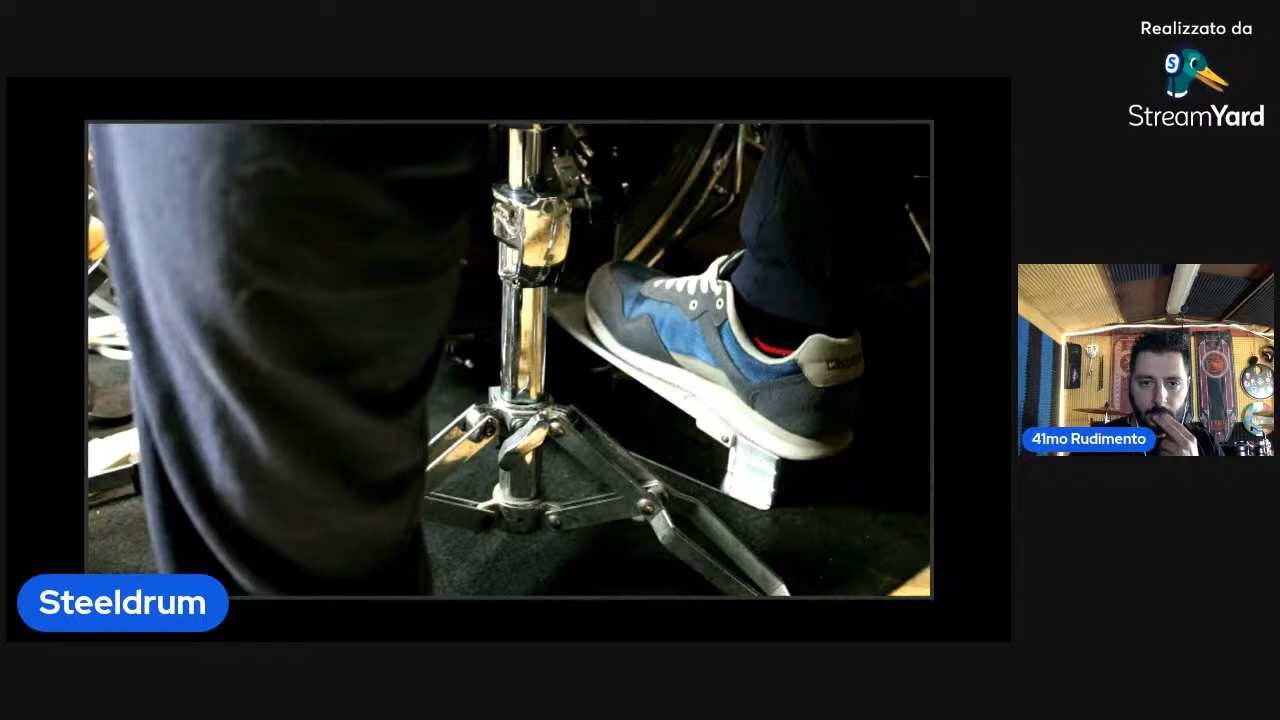 Realizzato da
S
StreamYard
41mo Rudimento
Steeldrum